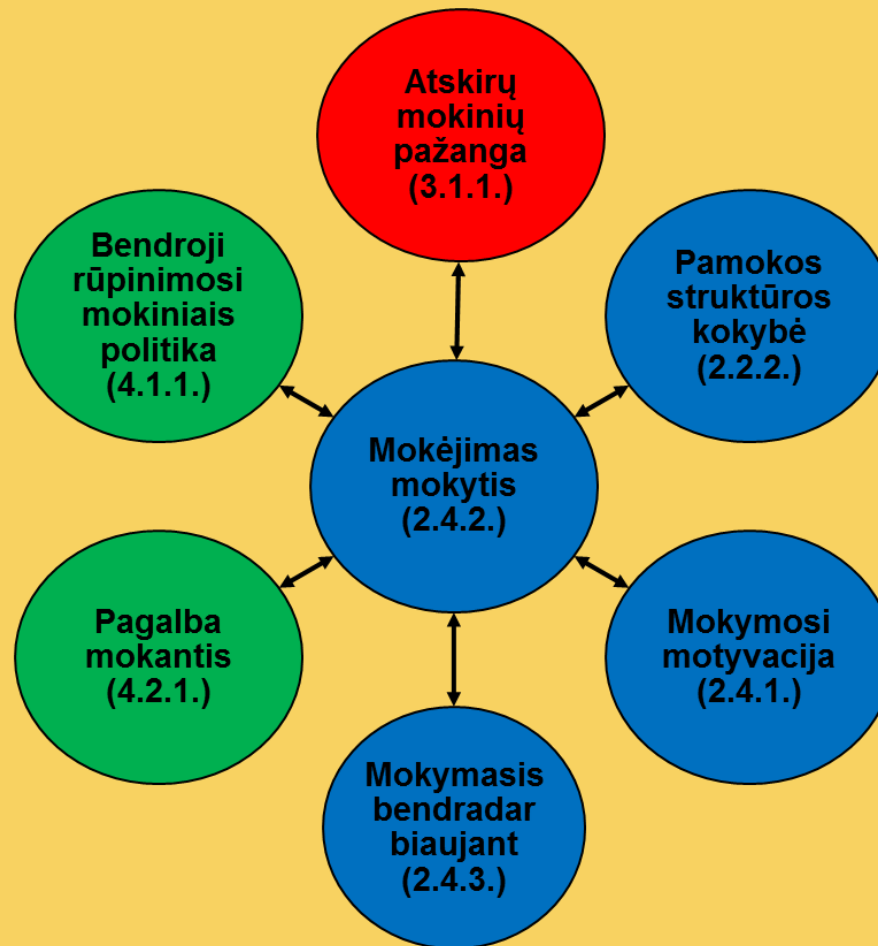 Atskirų
mokinių
pažanga
(3.1.1.)
Bendroji
rūpinimosi
mokiniais
politika
(4.1.1.)
Pamokos
struktūros
kokybė
(2.2.2.)
Mokėjimas
mokytis
(2.4.2.)
Pagalba
mokantis
(4.2.1.)
Mokymosi
motyvacija
(2.4.1.)
Mokymasis
bendradar
biaujant
(2.4.3.)